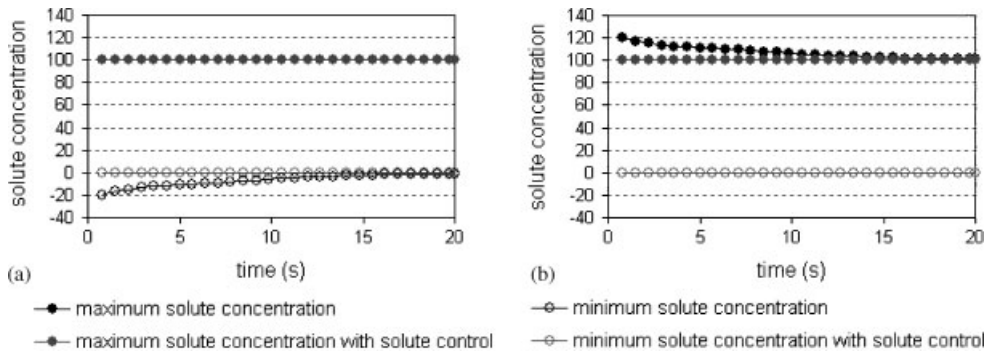 140
120
100
80
60
40
20
0
-20
-40
solute concentration
0 5 10 15 20
time (s)
(a)
140
120
100
80
60
40
20
0
-20
-40
solute concentration
0 5 10 15 20
time (s)
(b)
maximum solute concentration
minimum solute concentration
maximum solute concentration with solute control
minimum solute concentration with solute control